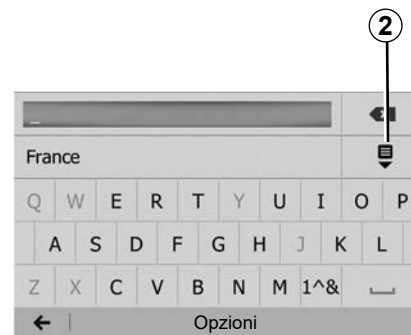 2
_
France
Q W E R T Y U I O P
A S D F G H J K L
Z X C V B N M 1^&
Opzioni